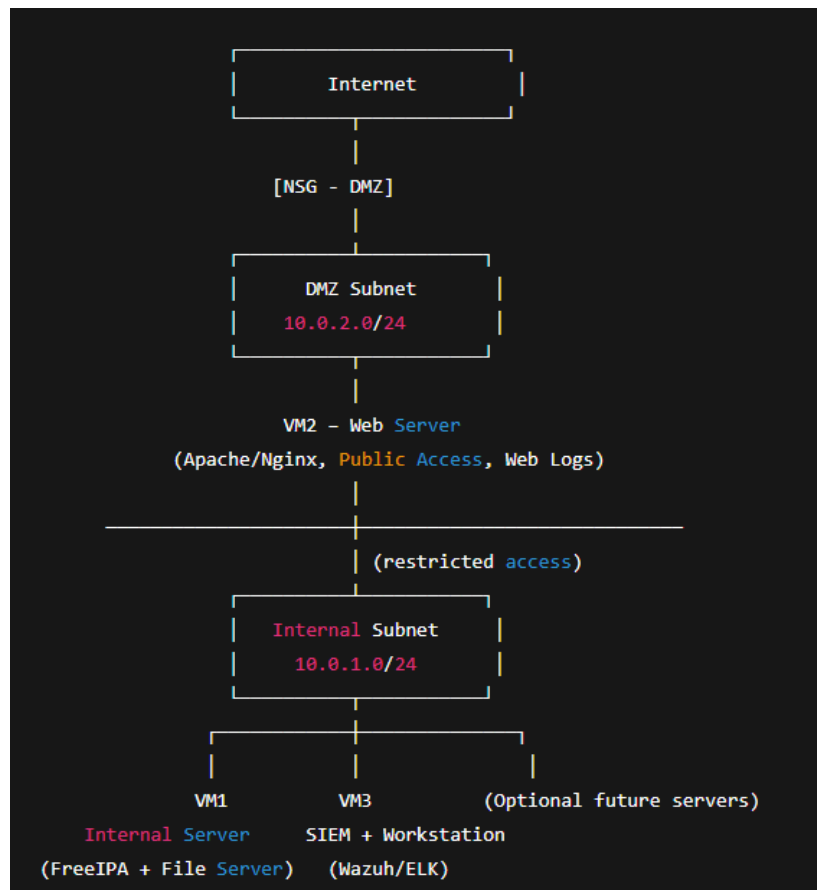 Internet
[NSG - DMZ]
DMZ Subnet
10.0.2.0/24
VM2 – Web Server
(Apache/Nginx, Public Access, Web Logs)
(restricted access)
Internal Subnet
10.0.1.0/24
VM1 VM3 (Optional future servers)
Internal Server SIEM + Workstation
(FreeIPA + File Server) (Wazuh/ELK)